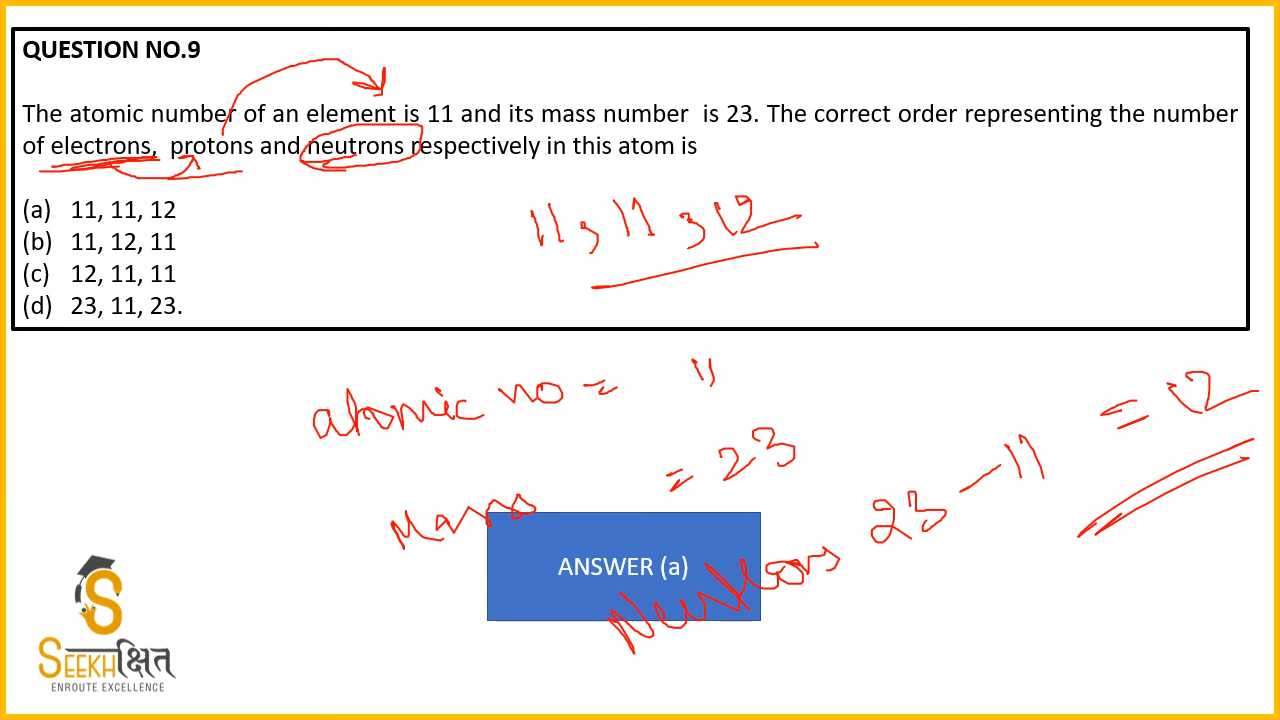 QUESTION NO.9
The atomic number of an element is 11 and its mass number is 23. The correct order representing the number
of electrons, protons and neutrons respectively in this atom is
(a) 11, 11, 12
(b) 11, 12, 11
(c) 12, 11, 11
(d) 23, 11, 23.
11, 11, 12
atomic no = 11
Mass = 23
ANSWER (a)
Neutrons 23 - 11 = 12
SEEKHक्षित
ENROUTE EXCELLENCE